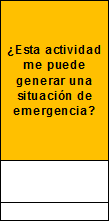 ¿Esta actividad
me puede
generar una
situación de
emergencia?